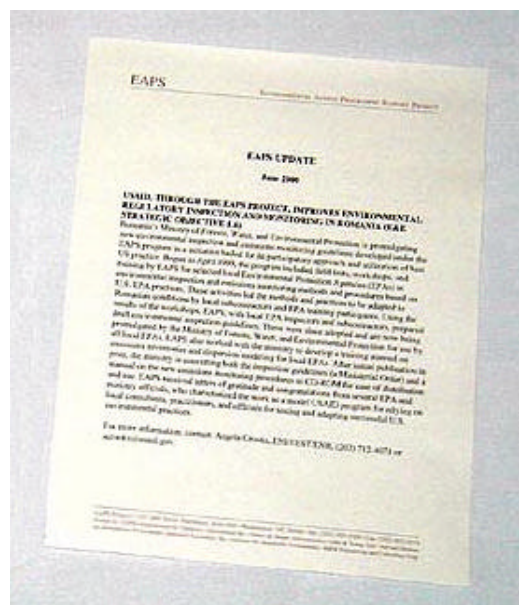 EAPS
ENVIRONMENTAL ACTION PROGRAMME SUPPORT PROJECT
EAPS UPDATE
June 2000
USAID, THROUGH THE EAPS PROJECT, IMPROVES ENVIRONMENTAL
REGULATORY INSPECTION AND MONITORING IN ROMANIA (E&E
STRATEGIC OBJECTIVE 1.6)
Romania's Ministry of Forests, Water, and Environmental Protection is promulgating
new environmental inspection and emissions monitoring guidelines developed under the
EAPS program in a initiative hailed for its participatory approach and utilization of best
US practice. Begun in April 1999, the program included field tests, workshops, and
training by EAPS for selected local Environmental Protection Agencies (EPAs) in
environmental inspection and emissions monitoring methods and procedures based on
U.S. EPA practices. These activities led the methods and practices to be adapted to
Romanian conditions by local subcontractors and EPA training participants. Using the
results of the workshops, EAPS, with local EPA inspectors and subcontractors, prepared
draft environmental inspection guidelines. These were adopted and are now being
promulgated by the Ministry of Forests, Water, and Environmental Protection for use by
all local EPAs. EAPS also worked with the ministry to develop a training manual on
emissions inventories and dispersion modeling for local EPAs. After initial publication in
print, the ministry is converting both the inspection guidelines (a Ministerial Order) and a
manual on the new emissions monitoring procedures to CD-ROM for ease of distribution
and use. EAPS received letters of gratitude and congratulations from several EPA and
ministry officials, who characterized the work as a model USAID program for relying on
local consultants, practitioners, and officials for testing and adapting successful U.S.
environmental practices.
For more information, contact: Angela Crooks, ENI/EEST/ENR, (202) 712-4073 or